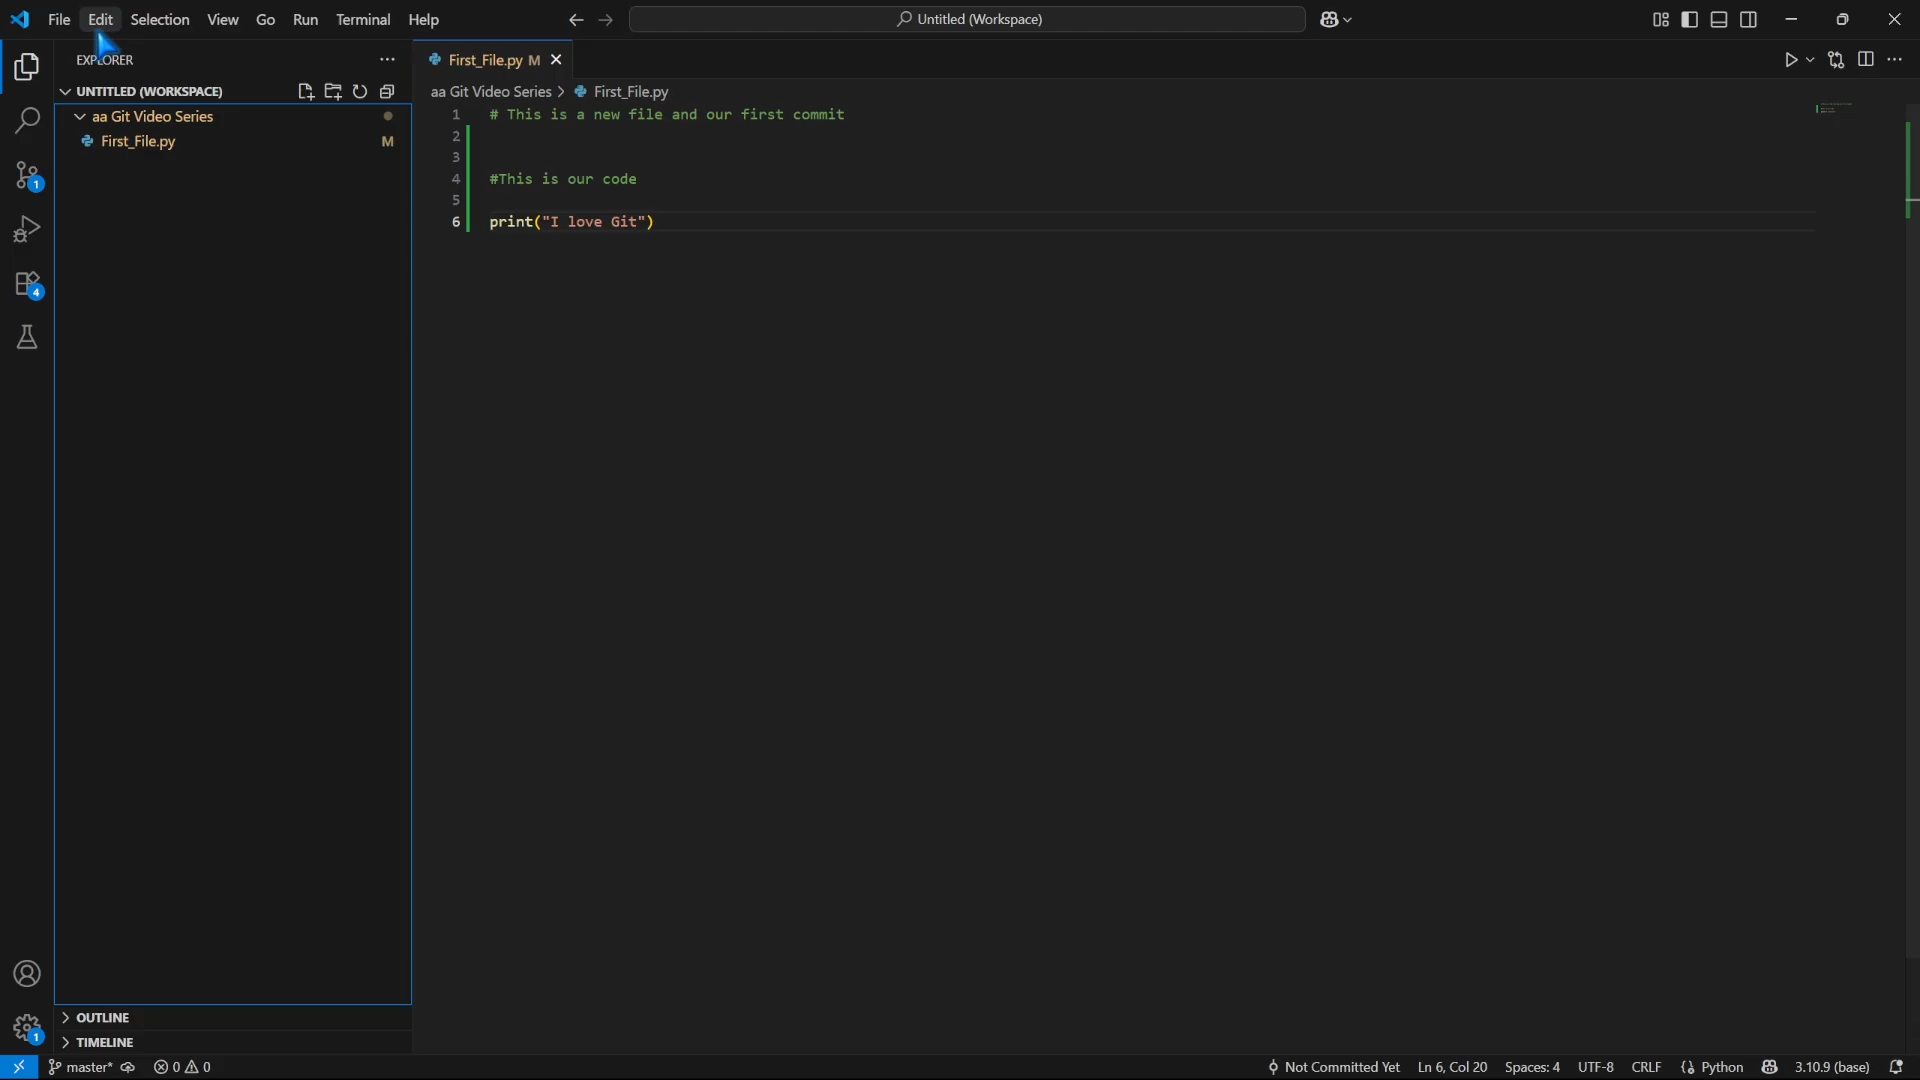 File Edit Selection View Go Run Terminal Help
Untitled (Workspace)
EXPLORER
First_File.py M
UNTITLED (WORKSPACE)
aa Git Video Series > First_File.py
aa Git Video Series
First_File.py M
1 # This is a new file and our first commit
2
3
4 #This is our code
5
6 print("I love Git")
1
4
1
OUTLINE
TIMELINE
master* 0 0 Not Committed Yet Ln 6, Col 20 Spaces: 4 UTF-8 CRLF {} Python 3.10.9 (base)